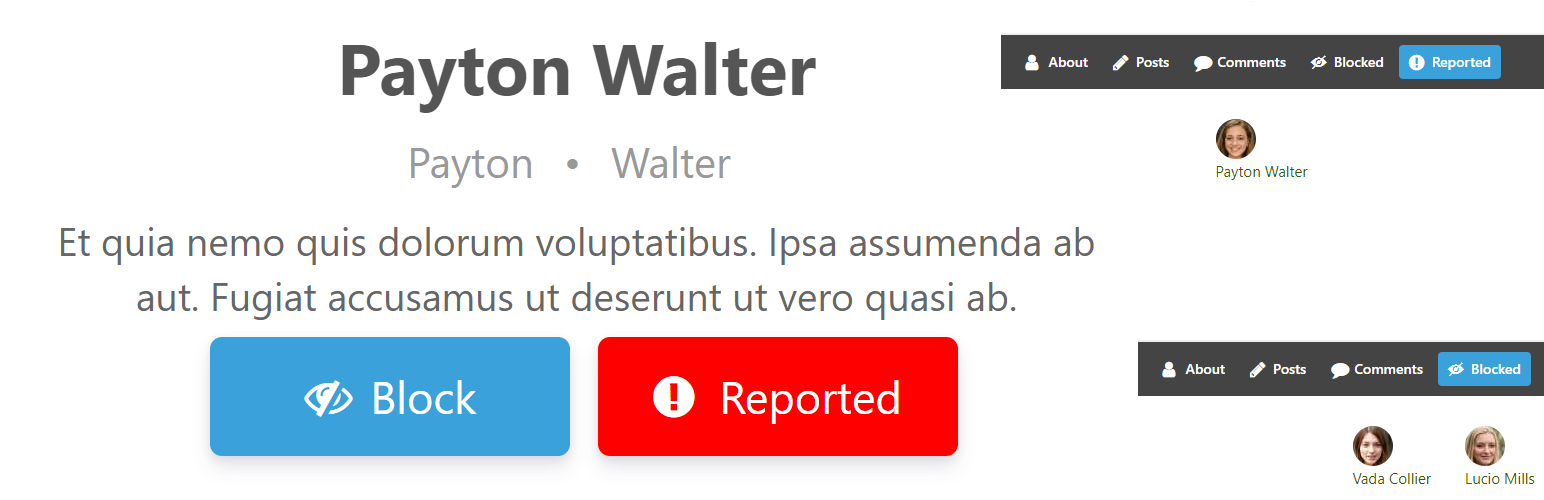 Payton Walter
Payton • Walter
Et quia nemo quis dolorum voluptatibus. Ipsa assumenda ab
aut. Fugiat accusamus ut deserunt ut vero quasi ab.
Block Reported
About Posts Comments Blocked Reported
Payton Walter
About Posts Comments Blocked
Vada Collier Lucio Mills